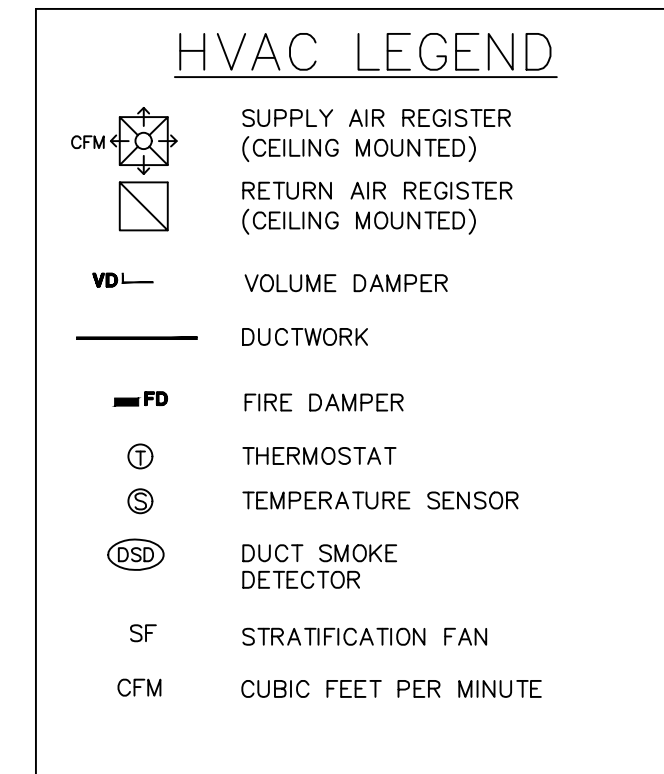 HVAC LEGEND
CFM
SUPPLY AIR REGISTER
(CEILING MOUNTED)
RETURN AIR REGISTER
(CEILING MOUNTED)
VD VOLUME DAMPER
DUCTWORK
FD FIRE DAMPER
T THERMOSTAT
S TEMPERATURE SENSOR
DSD DUCT SMOKE
DETECTOR
SF STRATIFICATION FAN
CFM CUBIC FEET PER MINUTE